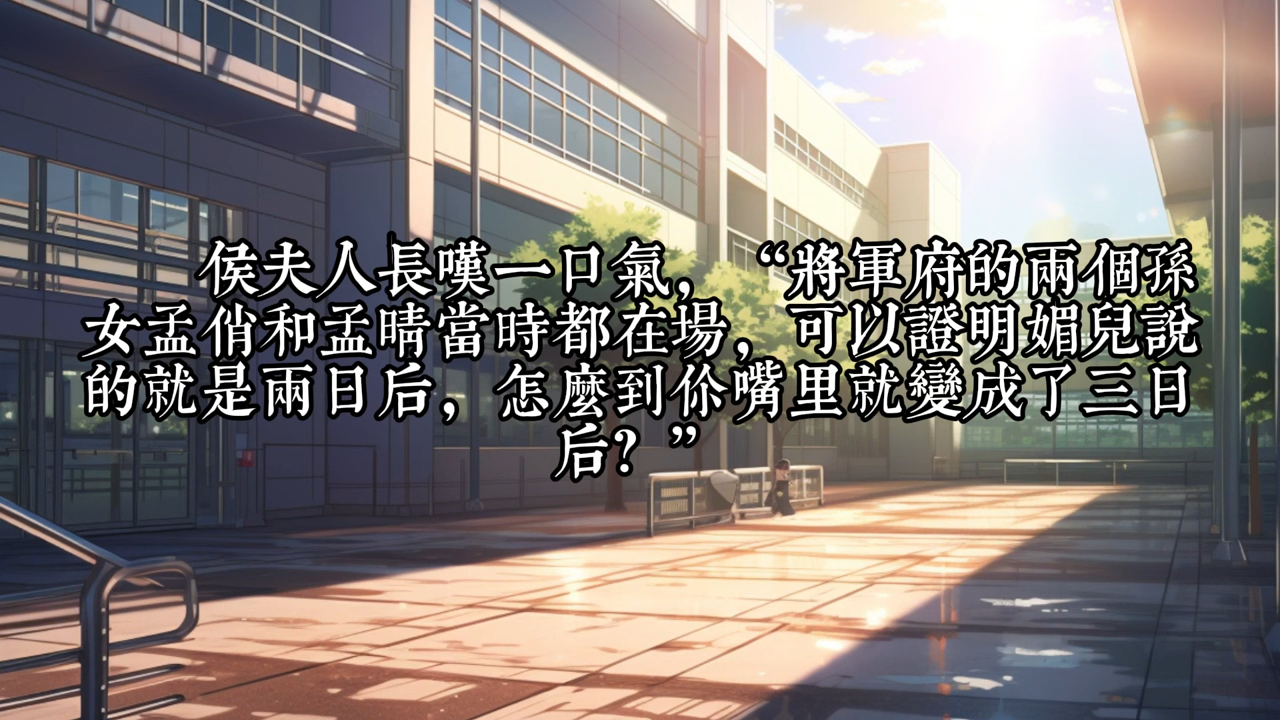 侯夫人長嘆一口氣，“將軍府的兩個孫
女孟俏和孟晴當時都在場，可以證明媚兒說
的就是兩日后，怎麼到你嘴里就變成了三日
后？”